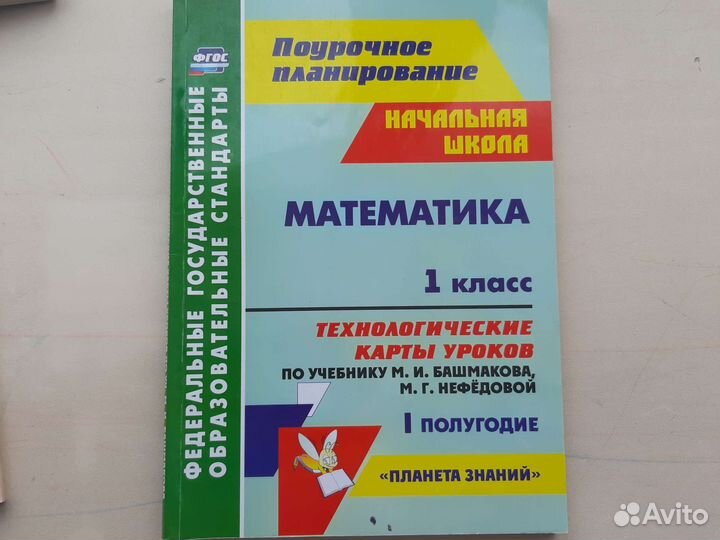 ФГОС
ФЕДЕРАЛЬНЫЕ ГОСУДАРСТВЕННЫЕ
ОБРАЗОВАТЕЛЬНЫЕ СТАНДАРТЫ
Поурочное
планирование
НАЧАЛЬНАЯ
ШКОЛА
МАТЕМАТИКА
1 класс
ТЕХНОЛОГИЧЕСКИЕ
КАРТЫ УРОКОВ
ПО УЧЕБНИКУ М. И. БАШМАКОВА,
М. Г. НЕФЁДОВОЙ
I ПОЛУГОДИЕ
«ПЛАНЕТА ЗНАНИЙ»
Avito